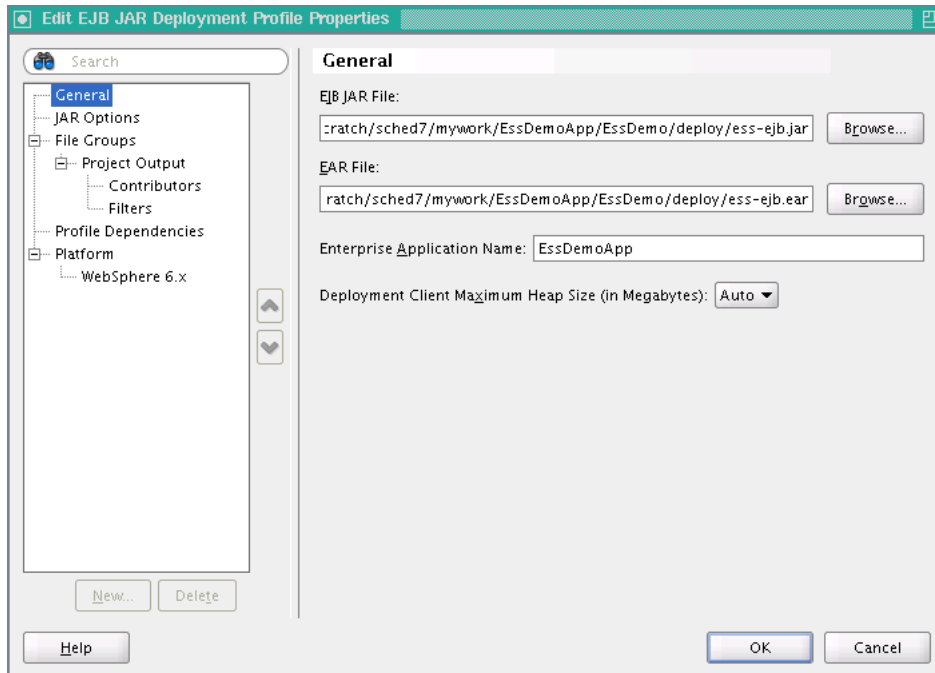 Edit EJB JAR Deployment Profile Properties
Search
General
JAR Options
File Groups
Project Output
Contributors
Filters
Profile Dependencies
Platform
WebSphere 6.x
New...
Delete
General
EJB JAR File:
ratch/sched7/mywork/EssDemoApp/EssDemo/deploy/ess-ejb.jar
Browse...
EAR File:
ratch/sched7/mywork/EssDemoApp/EssDemo/deploy/ess-ejb.ear
Browse...
Enterprise Application Name: EssDemoApp
Deployment Client Maximum Heap Size (in Megabytes): Auto
Help
OK
Cancel